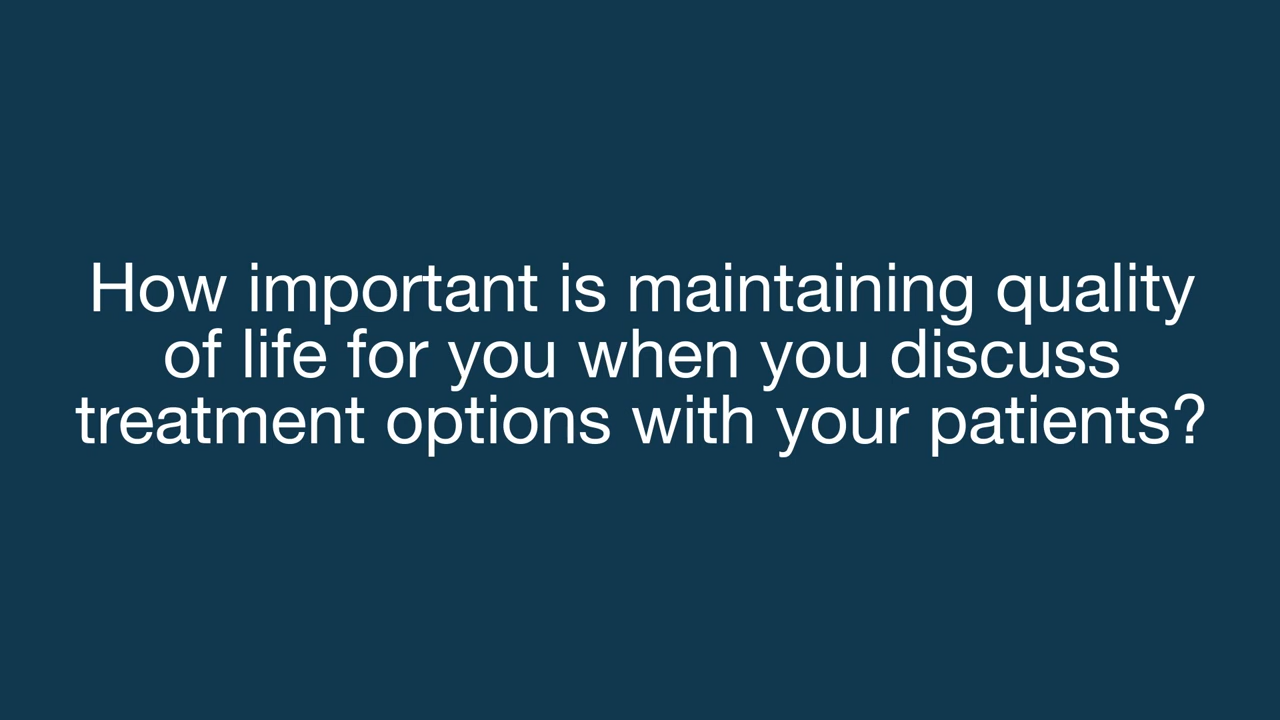 How important is maintaining quality
of life for you when you discuss
treatment options with your patients?